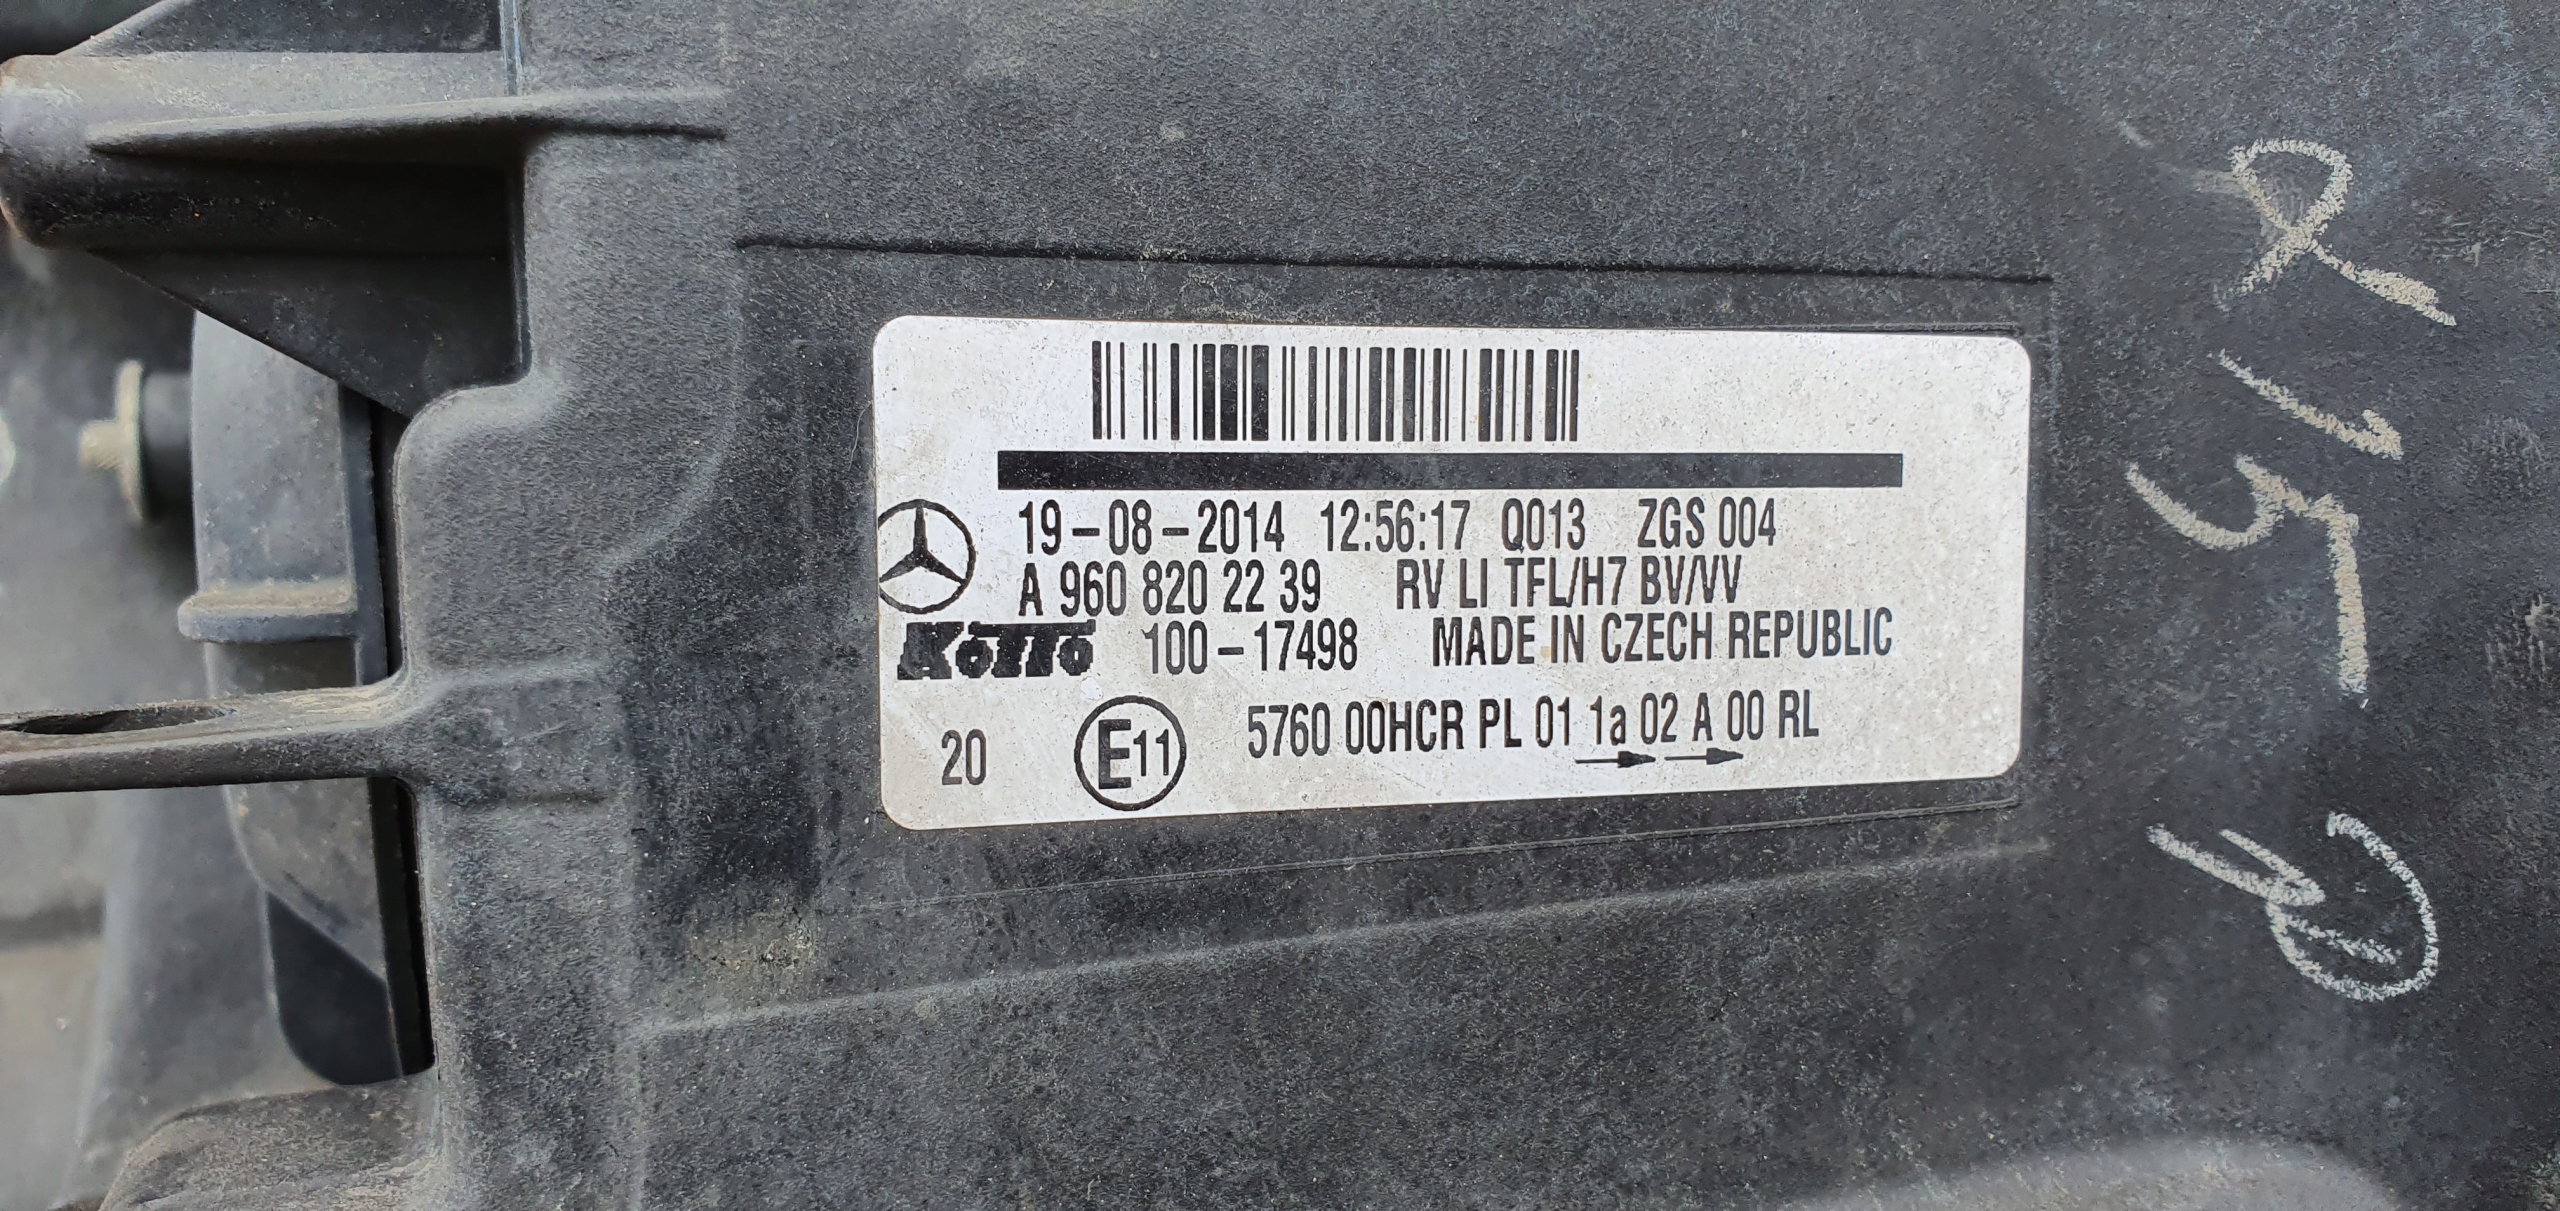 19-08-2014 12:56:17 Q013 ZGS 004
A 960 820 22 39 RV LI TFL/H7 BV/VV
KOITO 100-17498 MADE IN CZECH REPUBLIC
20 E11 5760 00HCR PL 01 1a 02 A 00 RL